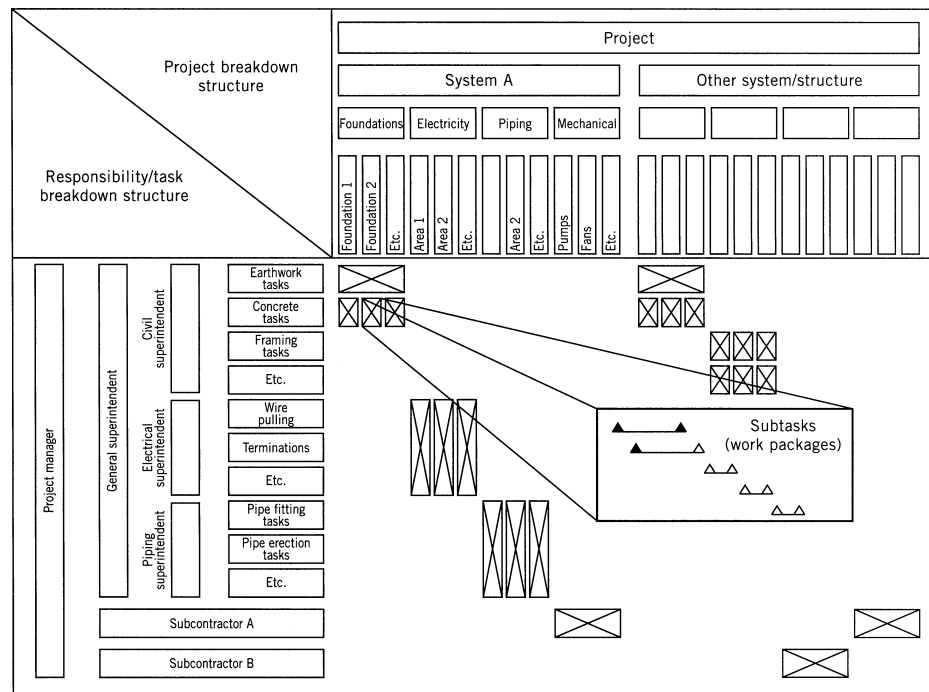 Project breakdown
structure
Responsibility/task
breakdown structure
Project
System A
Other system/structure
Foundations
Electricity
Piping
Mechanical
Foundation 1
Foundation 2
Etc.
Area 1
Area 2
Etc.
Area 2
Etc.
Pumps
Fans
Etc.
Project manager
General superintendent
Civil
superintendent
Electrical
superintendent
Piping
superintendent
Earthwork
tasks
Concrete
tasks
Framing
tasks
Etc.
Wire
pulling
Terminations
Etc.
Pipe fitting
tasks
Pipe erection
tasks
Etc.
Subcontractor A
Subcontractor B
Subtasks
(work packages)